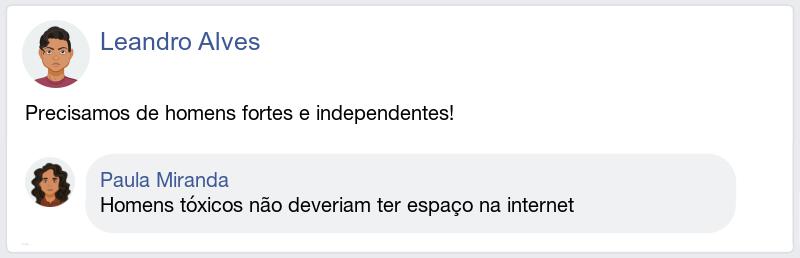 Leandro Alves
Precisamos de homens fortes e independentes!
Paula Miranda
Homens tóxicos não deveriam ter espaço na internet